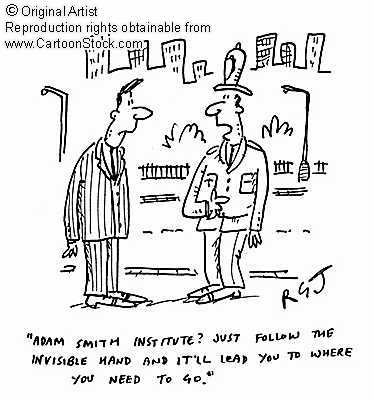 © Original Artist
Reproduction rights obtainable from
www.CartoonStock.com
RGJ
"ADAM SMITH INSTITUTE? JUST FOLLOW THE
INVISIBLE HAND AND IT'LL LEAD YOU TO WHERE
YOU NEED TO GO."